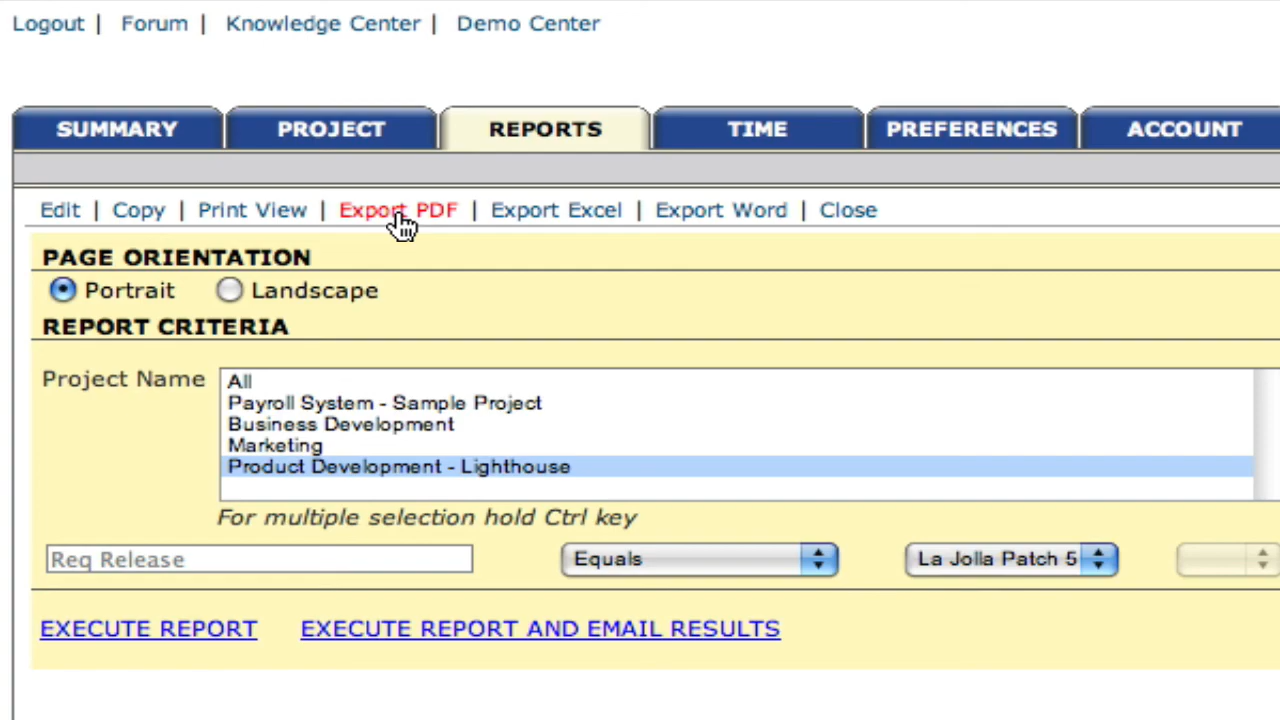 Logout | Forum | Knowledge Center | Demo Center
SUMMARY PROJECT REPORTS TIME PREFERENCES ACCOUNT
Edit | Copy | Print View | Export PDF | Export Excel | Export Word | Close
PAGE ORIENTATION
Portrait Landscape
REPORT CRITERIA
Project Name All
Payroll System - Sample Project
Business Development
Marketing
Product Development - Lighthouse
For multiple selection hold Ctrl key
Req Release Equals La Jolla Patch 5
EXECUTE REPORT EXECUTE REPORT AND EMAIL RESULTS